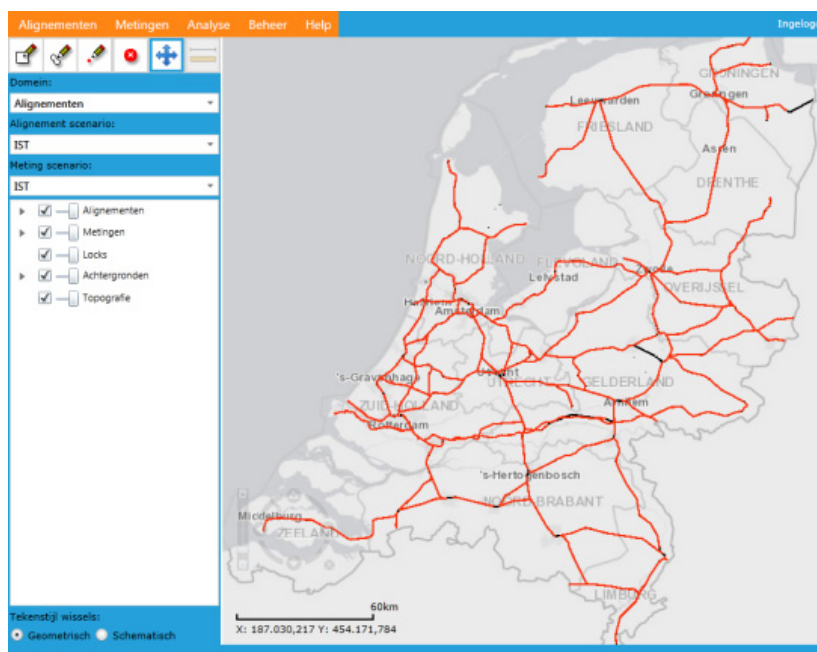 Alignementen Metingen Analyse Beheer Help
Ingeloge
Domein:
Alignementen
Alignement scenario:
IST
Meting scenario:
IST
Alignementen
Metingen
Locks
Achtergronden
Topografie
Tekenstijl wissels:
Geometrisch Schematisch
GRONINGEN
Groningen
Leeuwarden
FRIESLAND
Assen
DRENTHE
NOORD-HOLLAND
FLEVOLAND
Lelystad
Zwolle
OVERIJSSEL
Haarlem
Amsterdam
's-Gravenhage
Utrecht
UTRECHT
GELDERLAND
ZUID-HOLLAND
Arnhem
Rotterdam
's-Hertogenbosch
NOORD-BRABANT
Middelburg
ZEELAND
LIMBURG
60km
X: 187.030,217 Y: 454.171,784